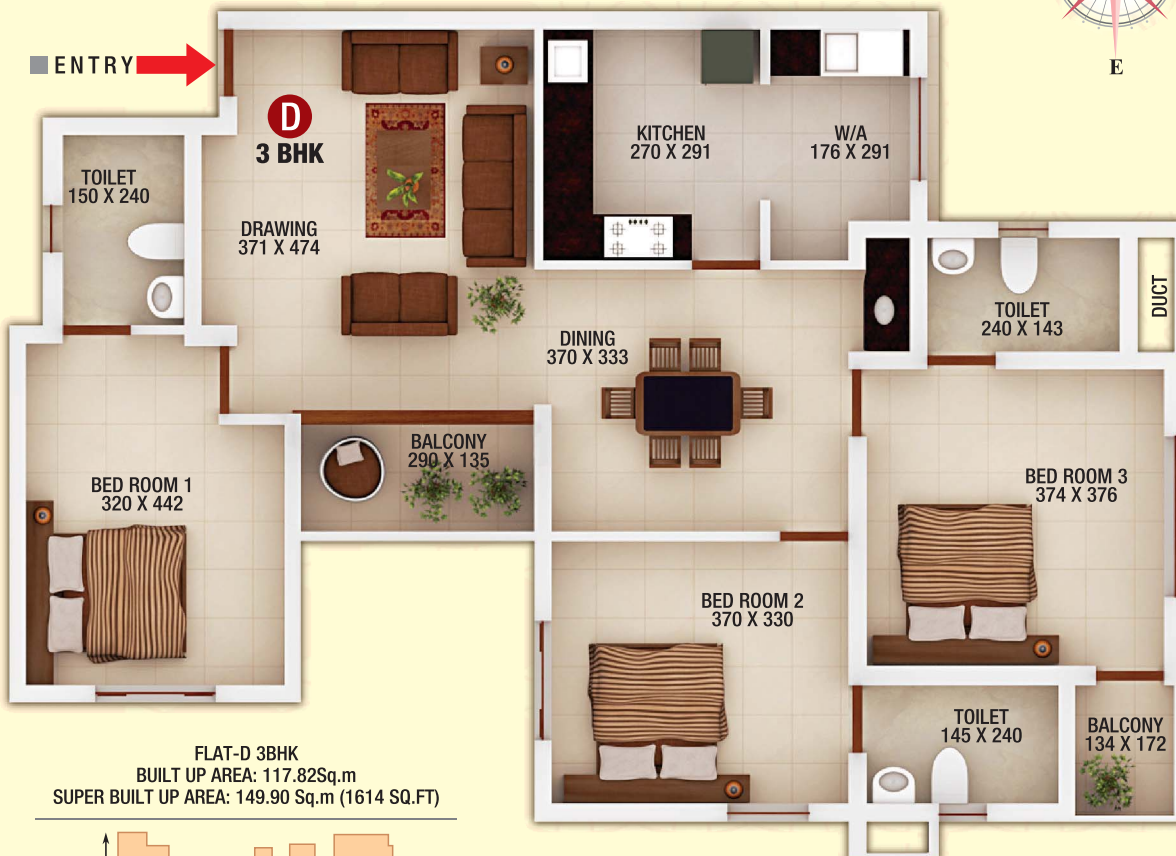 E
ENTRY
D
3 BHK
TOILET
150 X 240
DRAWING
371 X 474
KITCHEN
270 X 291
W/A
176 X 291
TOILET
240 X 143
DUCT
DINING
370 X 333
BALCONY
290 X 135
BED ROOM 1
320 X 442
BED ROOM 3
374 X 376
BED ROOM 2
370 X 330
TOILET
145 X 240
BALCONY
134 X 172
FLAT-D 3BHK
BUILT UP AREA: 117.82Sq.m
SUPER BUILT UP AREA: 149.90 Sq.m (1614 SQ.FT)